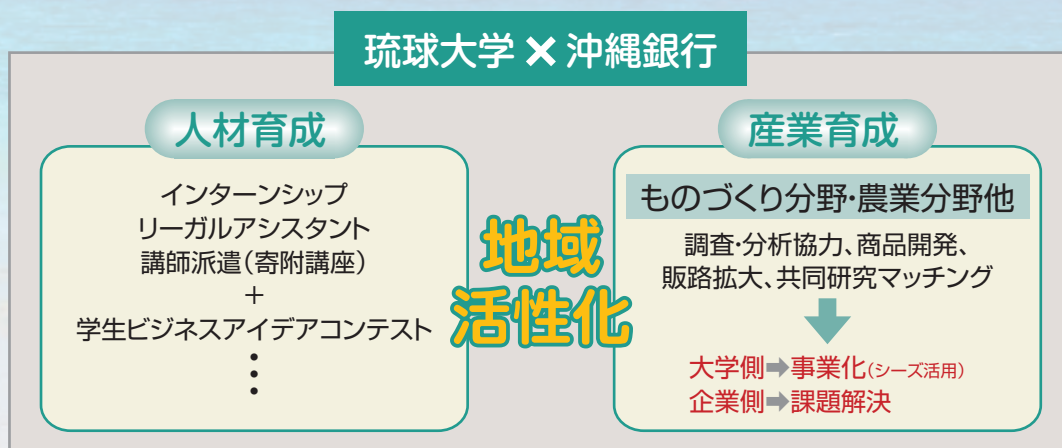 琉球大学×沖縄銀行
人材育成
インターンシップ
リーガルアシスタント
講師派遣(寄附講座)
+
学生ビジネスアイデアコンテスト
・
・
・
地域
活性化
産業育成
ものづくり分野・農業分野他
調査・分析協力、商品開発、
販路拡大、共同研究マッチング
大学側➡事業化(シーズ活用)
企業側➡課題解決